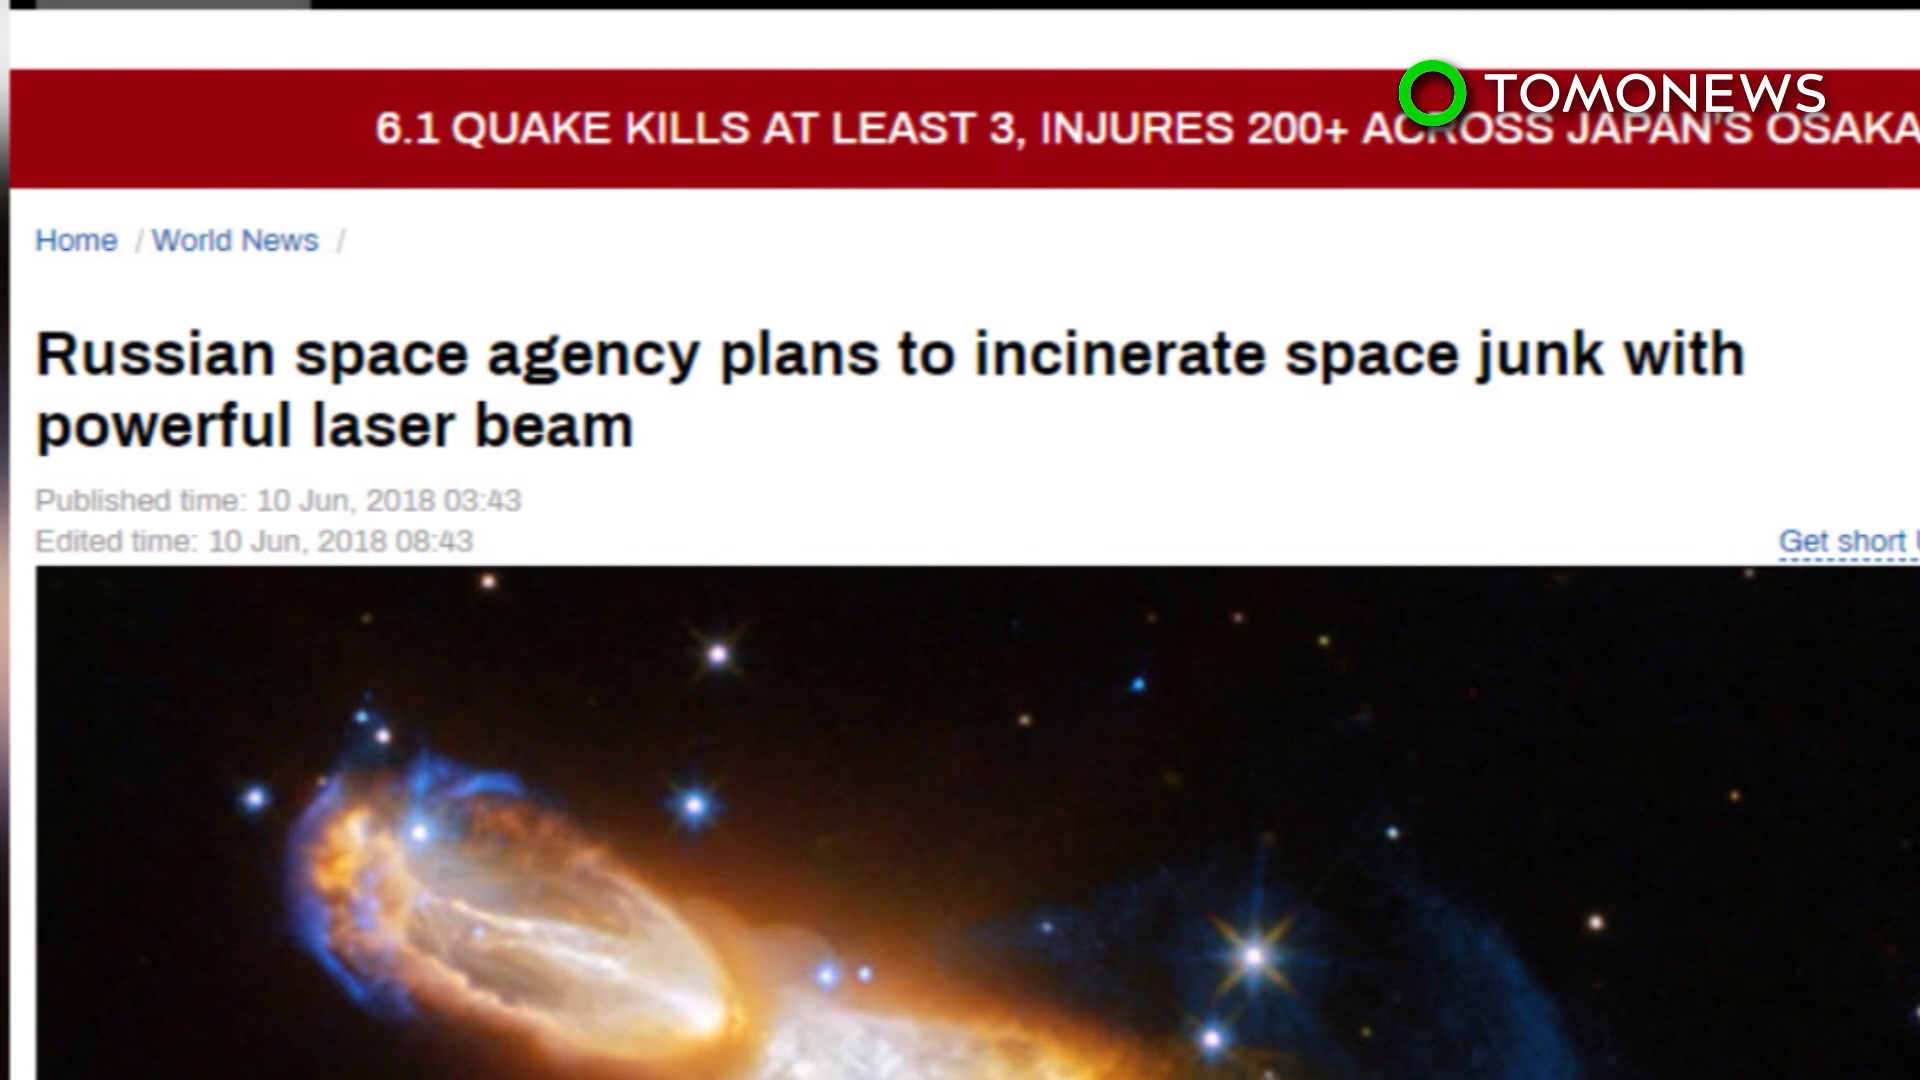 TOMONEWS
6.1 QUAKE KILLS AT LEAST 3, INJURES 200+ ACROSS JAPAN'S OSAKA
Home / World News /
Russian space agency plans to incinerate space junk with
powerful laser beam
Published time: 10 Jun, 2018 03:43
Edited time: 10 Jun, 2018 08:43
Get short